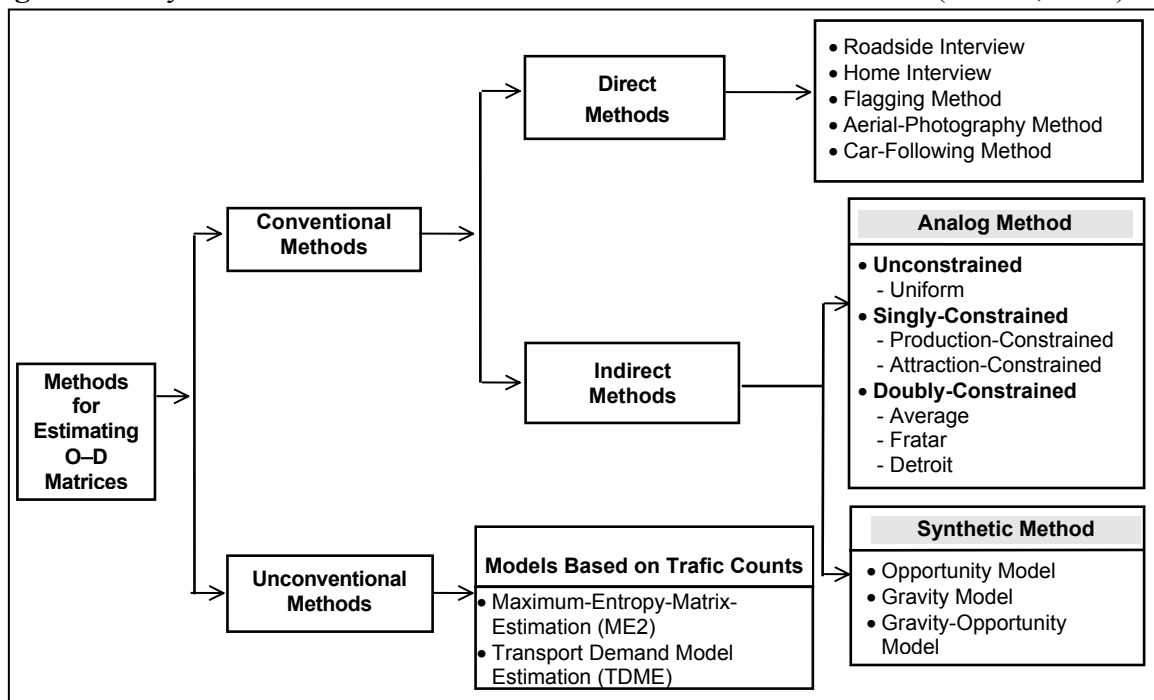 Direct
Methods
• Roadside Interview
• Home Interview
• Flagging Method
• Aerial-Photography Method
• Car-Following Method
Conventional
Methods
Analog Method
• Unconstrained
- Uniform
• Singly-Constrained
- Production-Constrained
- Attraction-Constrained
• Doubly-Constrained
- Average
- Fratar
- Detroit
Indirect
Methods
Methods
for
Estimating
O–D
Matrices
Unconventional
Methods
Models Based on Trafic Counts
• Maximum-Entropy-Matrix-
Estimation (ME2)
• Transport Demand Model
Estimation (TDME)
Synthetic Method
• Opportunity Model
• Gravity Model
• Gravity-Opportunity
Model